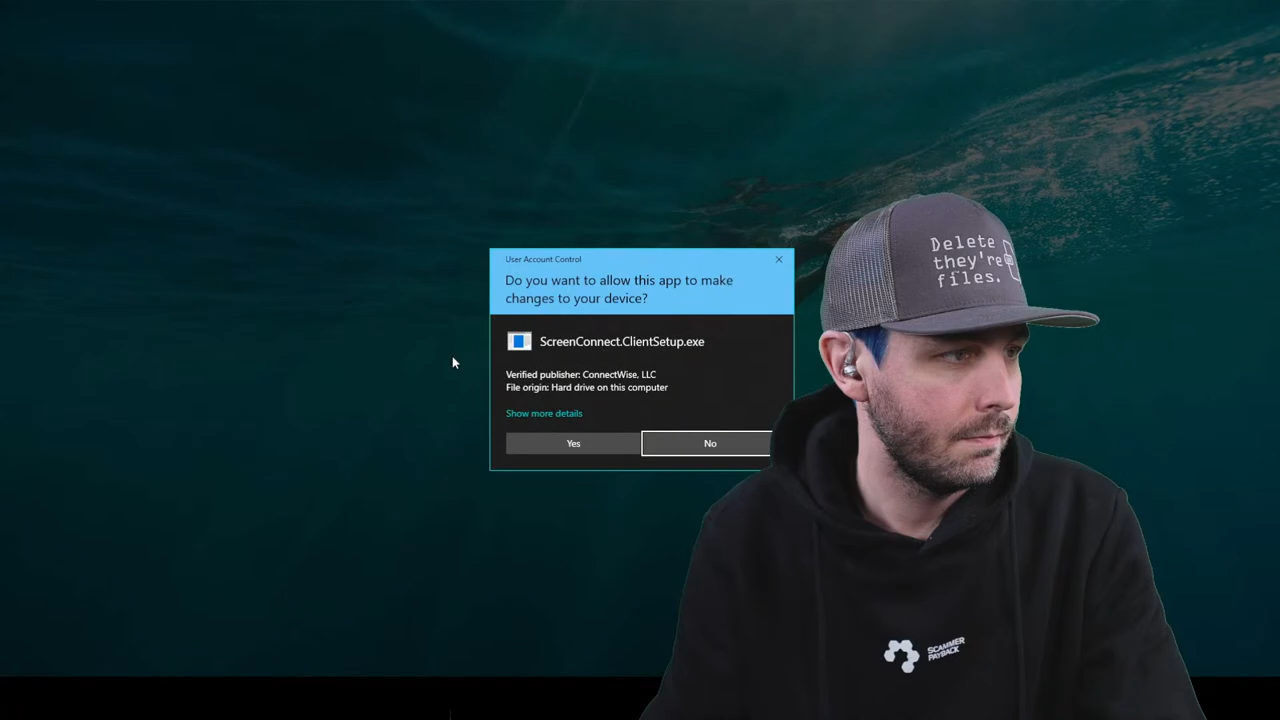 User Account Control
Do you want to allow this app to make
changes to your device?
ScreenConnect.ClientSetup.exe
Verified publisher: ConnectWise, LLC
File origin: Hard drive on this computer
Show more details
Yes
No
Delete
they're
files.
SCAMMER
PAYBACK